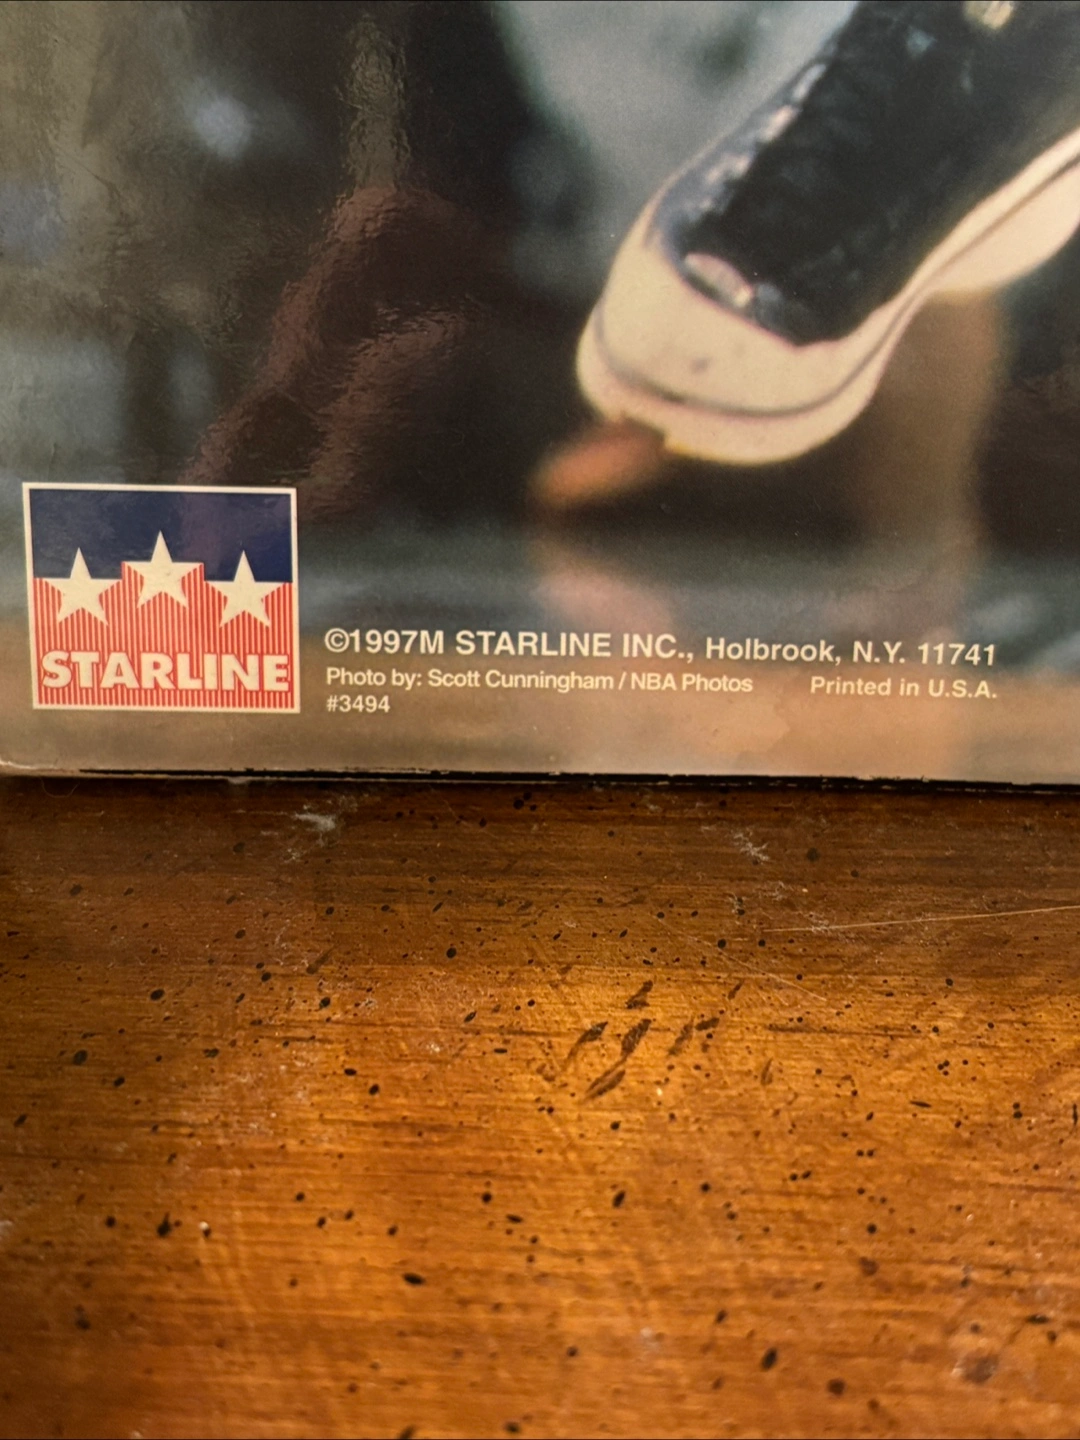 STARLINE
©1997M STARLINE INC., Holbrook, N.Y. 11741
Photo by: Scott Cunningham / NBA Photos Printed in U.S.A.
#3494